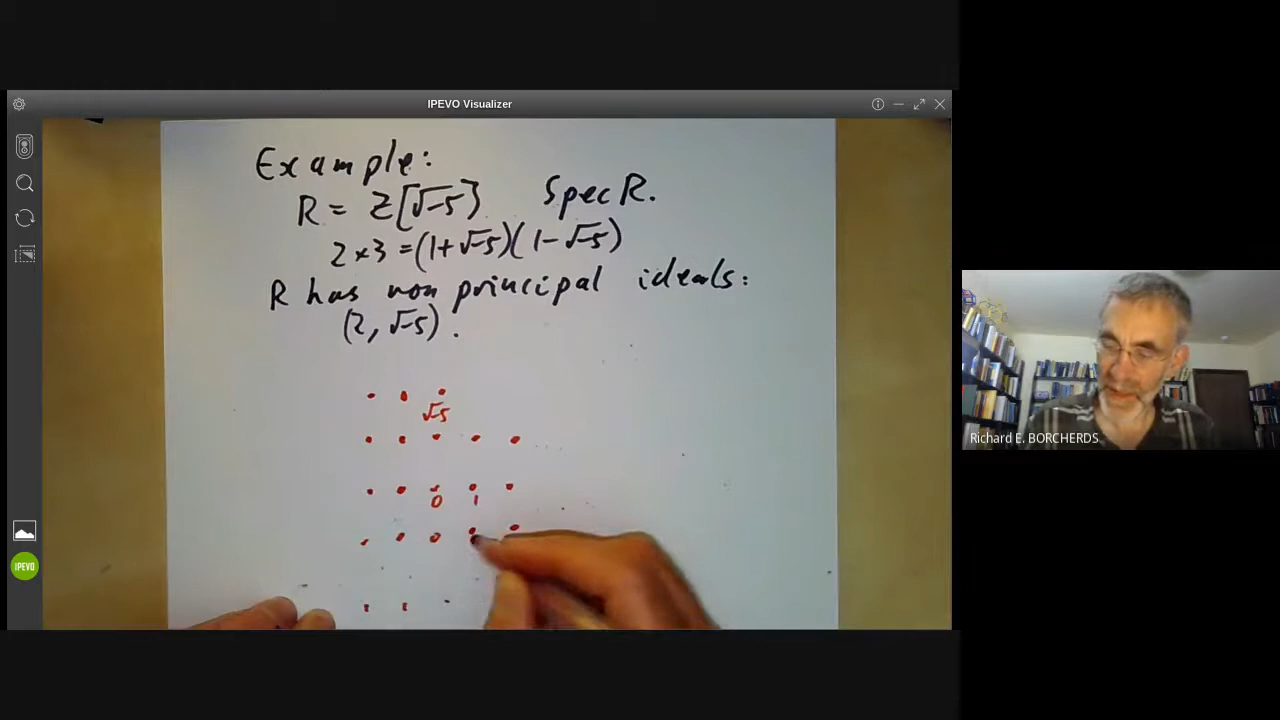 IPEVO Visualizer
Example:
R = Z[√-5] Spec R.
2×3 = (1+√-5)(1-√-5)
R has non principal ideals:
(2, √-5).
√-5
0 1
Richard E. BORCHERDS
IPEVO